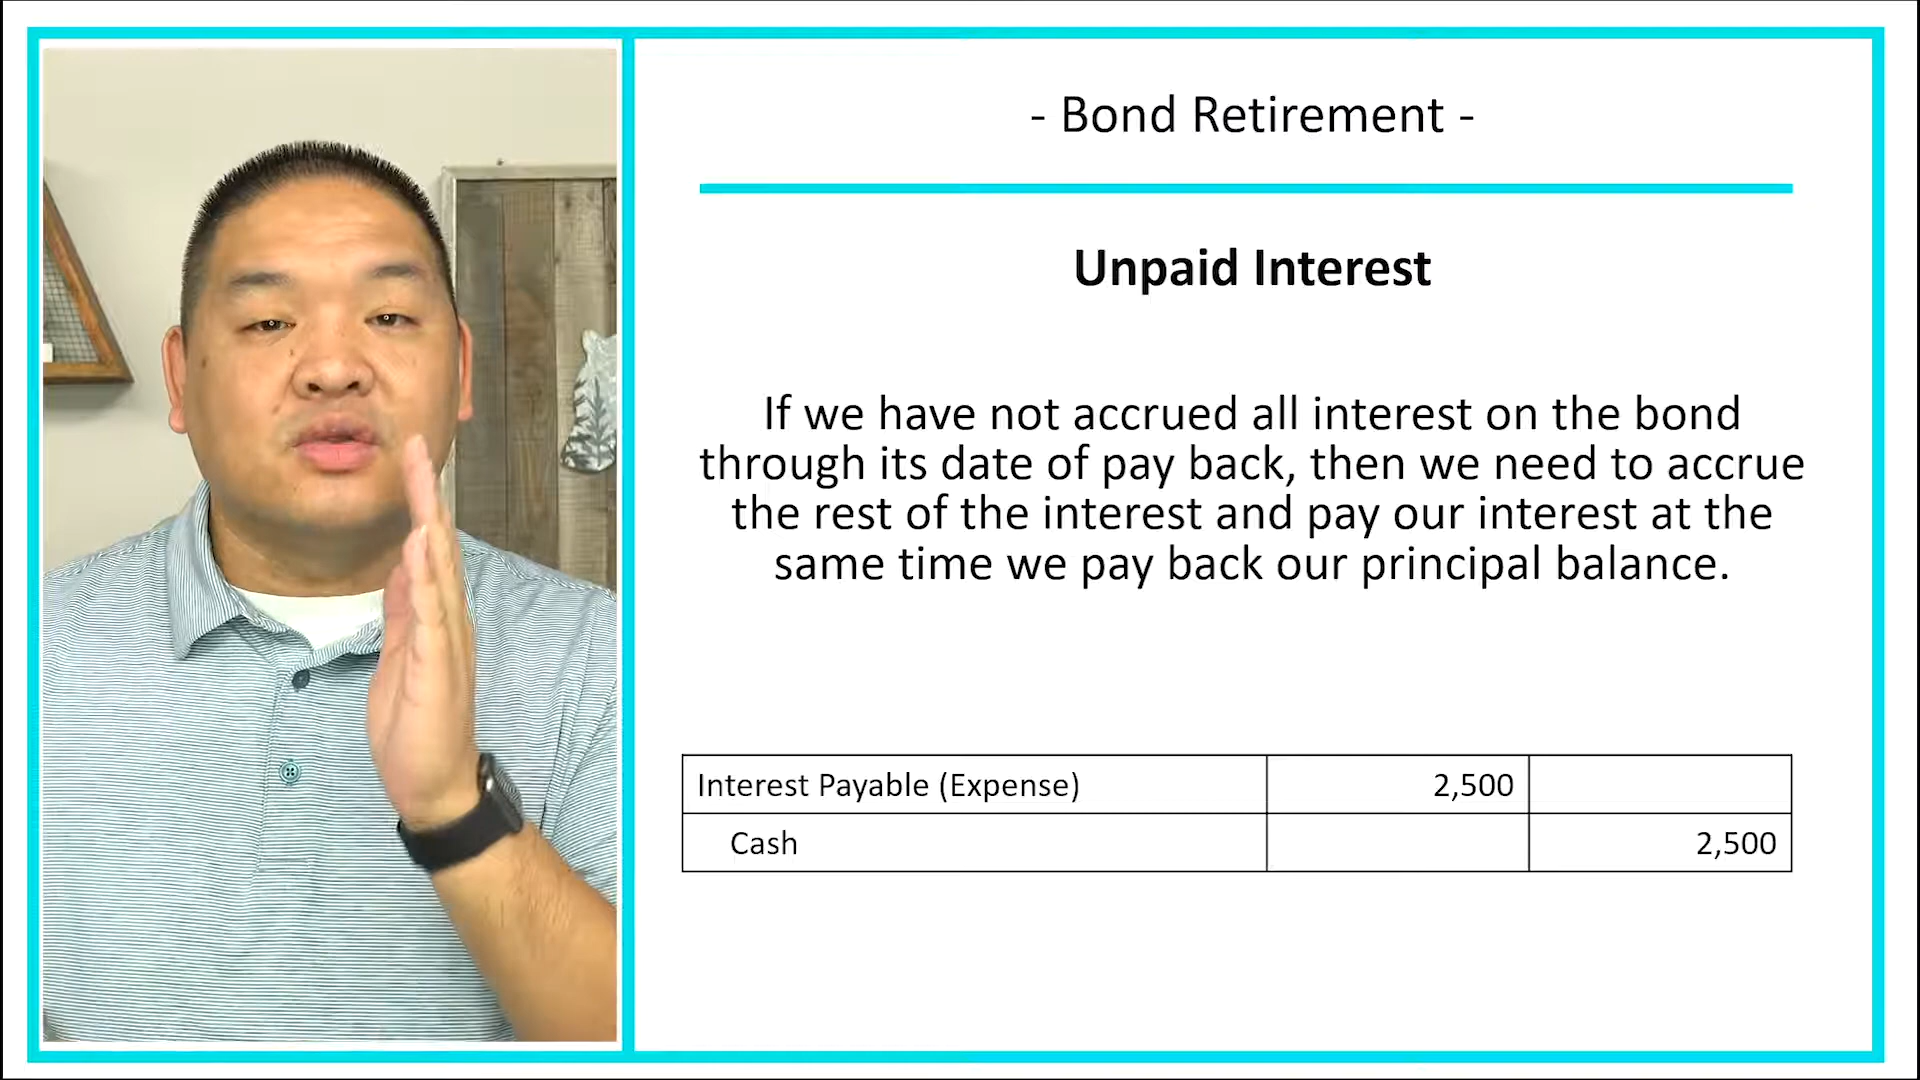 - Bond Retirement -
Unpaid Interest
If we have not accrued all interest on the bond
through its date of pay back, then we need to accrue
the rest of the interest and pay our interest at the
same time we pay back our principal balance.
Interest Payable (Expense) 2,500
Cash 2,500